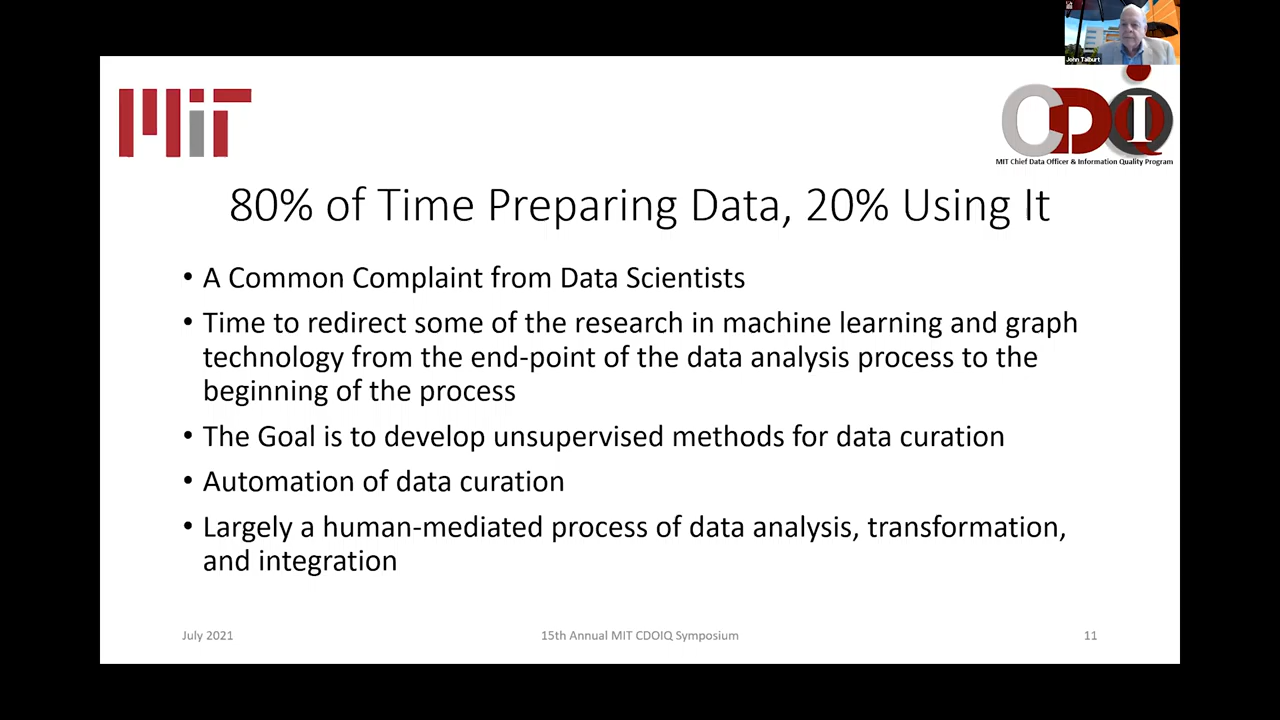 John Talburt
MIT
CDOIQ
MIT Chief Data Officer & Information Quality Program
80% of Time Preparing Data, 20% Using It
• A Common Complaint from Data Scientists
• Time to redirect some of the research in machine learning and graph
technology from the end-point of the data analysis process to the
beginning of the process
• The Goal is to develop unsupervised methods for data curation
• Automation of data curation
• Largely a human-mediated process of data analysis, transformation,
and integration
July 2021
15th Annual MIT CDOIQ Symposium
11